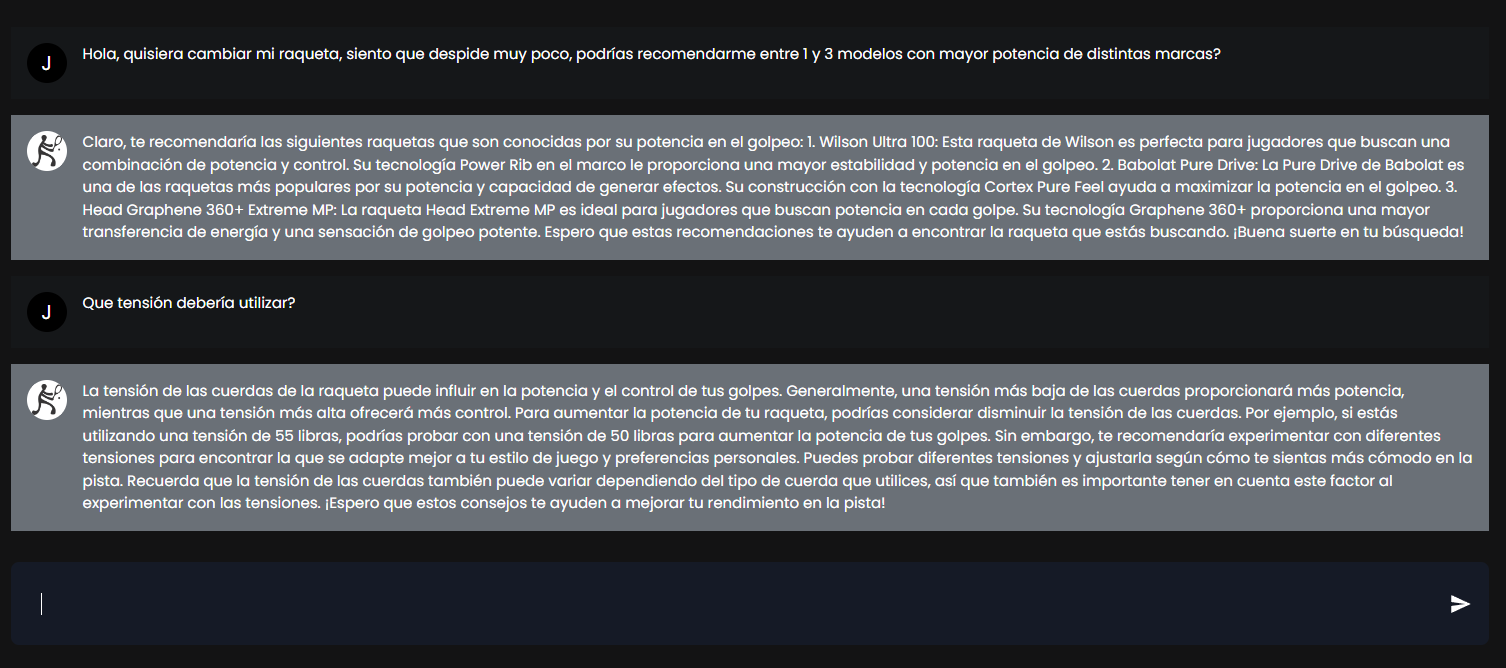 J
Hola, quisiera cambiar mi raqueta, siento que despide muy poco, podrías recomendarme entre 1 y 3 modelos con mayor potencia de distintas marcas?
Claro, te recomendaría las siguientes raquetas que son conocidas por su potencia en el golpeo: 1. Wilson Ultra 100: Esta raqueta de Wilson es perfecta para jugadores que buscan una
combinación de potencia y control. Su tecnología Power Rib en el marco le proporciona una mayor estabilidad y potencia en el golpeo. 2. Babolat Pure Drive: La Pure Drive de Babolat es
una de las raquetas más populares por su potencia y capacidad de generar efectos. Su construcción con la tecnología Cortex Pure Feel ayuda a maximizar la potencia en el golpeo. 3.
Head Graphene 360+ Extreme MP: La raqueta Head Extreme MP es ideal para jugadores que buscan potencia en cada golpe. Su tecnología Graphene 360+ proporciona una mayor
transferencia de energía y una sensación de golpeo potente. Espero que estas recomendaciones te ayuden a encontrar la raqueta que estás buscando. ¡Buena suerte en tu búsqueda!
J
Que tensión debería utilizar?
La tensión de las cuerdas de la raqueta puede influir en la potencia y el control de tus golpes. Generalmente, una tensión más baja de las cuerdas proporcionará más potencia,
mientras que una tensión más alta ofrecerá más control. Para aumentar la potencia de tu raqueta, podrías considerar disminuir la tensión de las cuerdas. Por ejemplo, si estás
utilizando una tensión de 55 libras, podrías probar con una tensión de 50 libras para aumentar la potencia de tus golpes. Sin embargo, te recomendaría experimentar con diferentes
tensiones para encontrar la que se adapte mejor a tu estilo de juego y preferencias personales. Puedes probar diferentes tensiones y ajustarla según cómo te sientas más cómodo en la
pista. Recuerda que la tensión de las cuerdas también puede variar dependiendo del tipo de cuerda que utilices, así que también es importante tener en cuenta este factor al
experimentar con las tensiones. ¡Espero que estos consejos te ayuden a mejorar tu rendimiento en la pista!